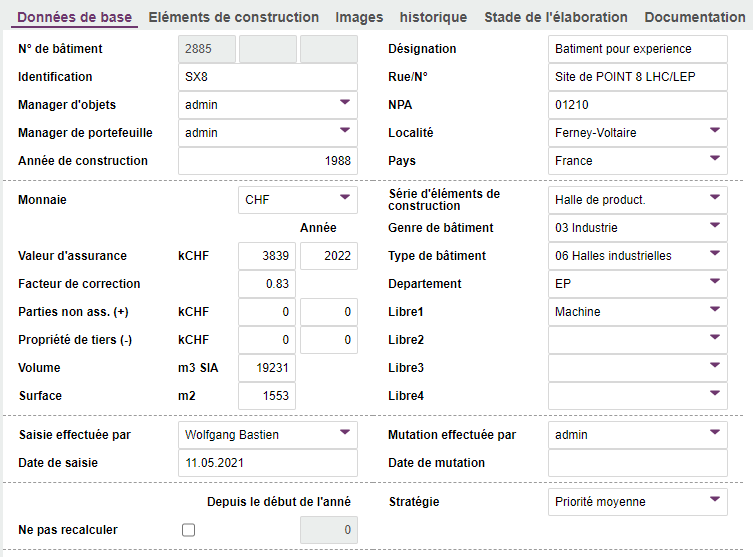 Données de base Eléments de construction Images historique Stade de l'élaboration Documentation
N° de bâtiment 2885 Désignation Batiment pour experience
Identification SX8 Rue/N° Site de POINT 8 LHC/LEP
Manager d'objets admin NPA 01210
Manager de portefeuille admin Localité Ferney-Voltaire
Année de construction 1988 Pays France
Monnaie CHF Série d'éléments de construction Halle de product.
Année Genre de bâtiment 03 Industrie
Valeur d'assurance kCHF 3839 2022 Type de bâtiment 06 Halles industrielles
Facteur de correction 0.83 Departement EP
Parties non ass. (+) kCHF 0 0 Libre1 Machine
Propriété de tiers (-) kCHF 0 0 Libre2
Volume m3 SIA 19231 Libre3
Surface m2 1553 Libre4
Saisie effectuée par Wolfgang Bastien Mutation effectuée par admin
Date de saisie 11.05.2021 Date de mutation
Depuis le début de l'anné Stratégie Priorité moyenne
Ne pas recalculer 0